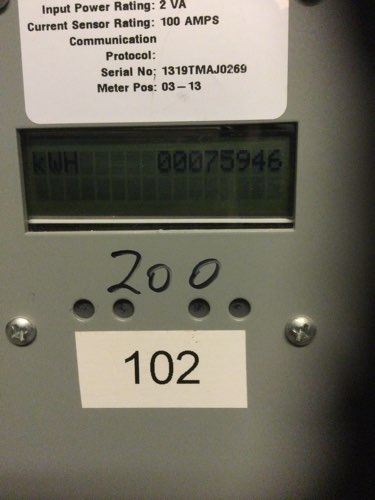 Input Power Rating: 2 VA
Current Sensor Rating: 100 AMPS
Communication
Protocol:
Serial No: 1319TMAJ0269
Meter Pos: 03-13
kWH 00075946
200
102